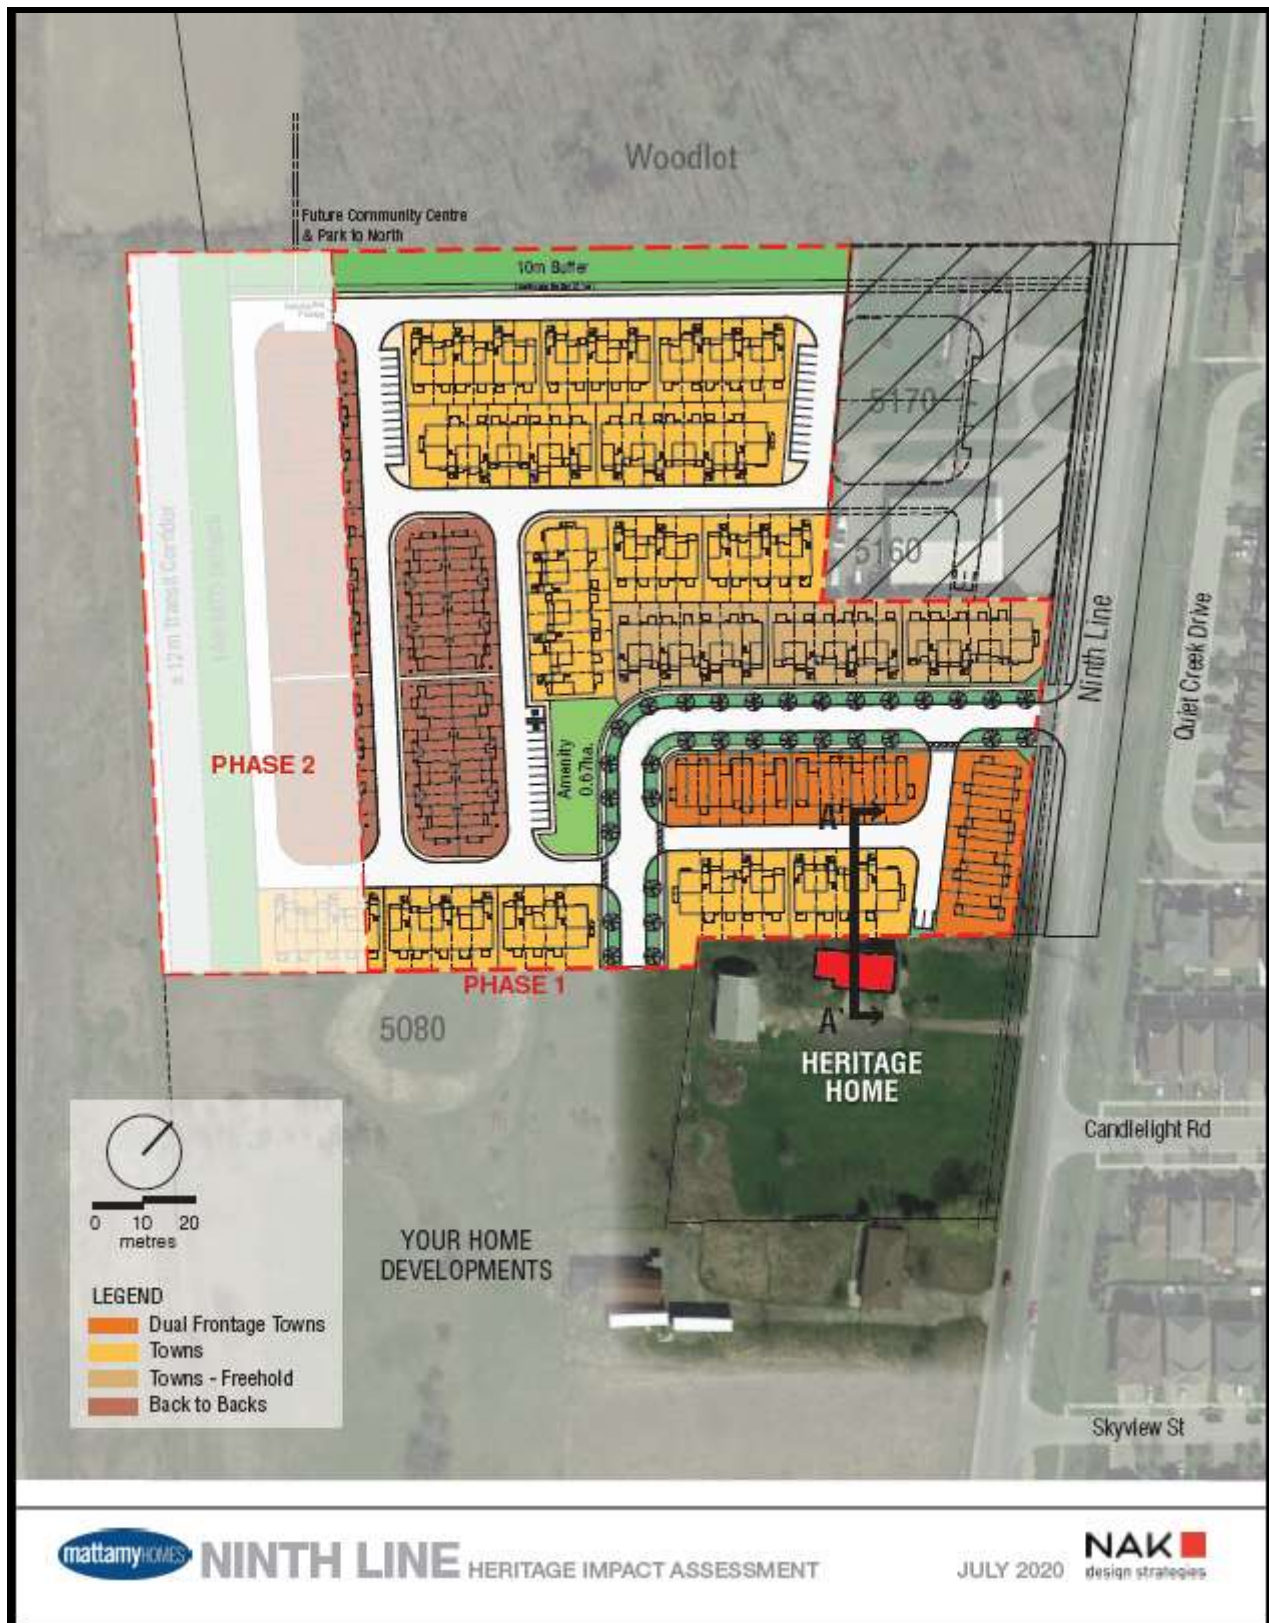 Woodlot
Future Community Centre
& Park to North
10m Buffer
5170
5160
± 12m Transit Corridor
Ninth Line
Quiet Creek Drive
PHASE 2
Amenity
0.67ha.
A
PHASE 1
5080
A'
HERITAGE
HOME
Candlelight Rd
0 10 20
metres
YOUR HOME
DEVELOPMENTS
LEGEND
Dual Frontage Towns
Towns
Towns - Freehold
Back to Backs
Skyview St
mattamyHOMES NINTH LINE HERITAGE IMPACT ASSESSMENT JULY 2020 NAK
design strategies